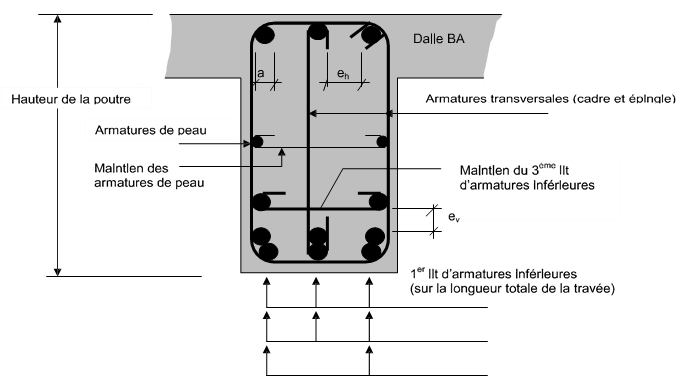 Dalle BA
a
eh
Hauteur de la poutre
Armatures transversales (cadre et épingle)
Armatures de peau
Maintien des
armatures de peau
Maintien du 3ème lit
d'armatures inférieures
ev
1er lit d'armatures inférieures
(sur la longueur totale de la travée)